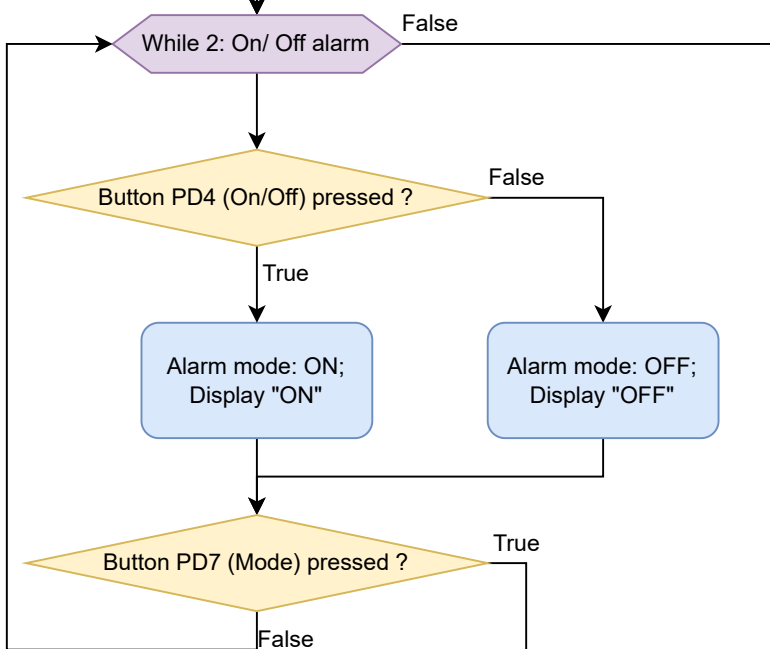 While 2: On/ Off alarm
False
Button PD4 (On/Off) pressed ?
False
True
Alarm mode: ON;
Display "ON"
Alarm mode: OFF;
Display "OFF"
Button PD7 (Mode) pressed ?
True
False